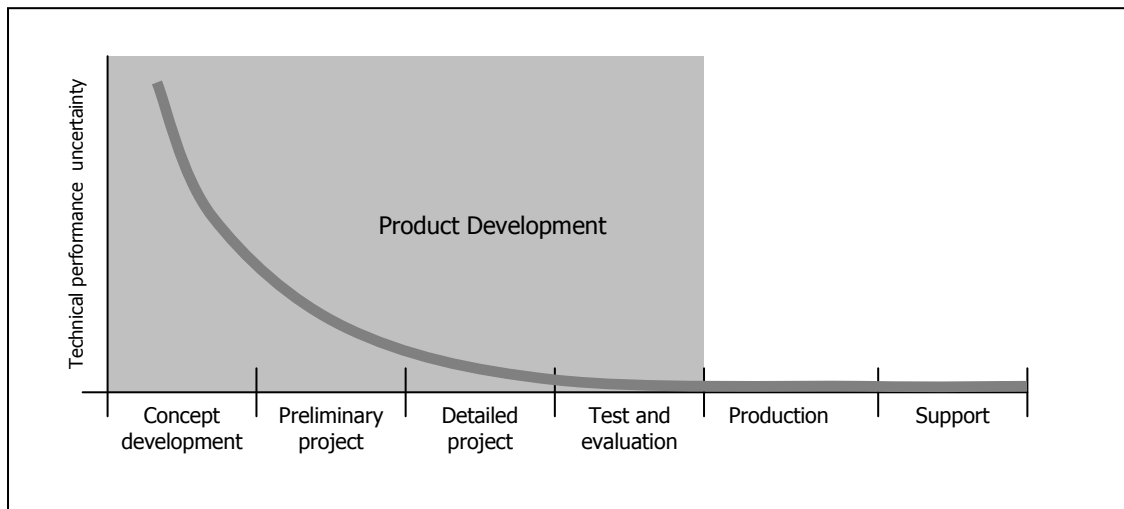 Technical performance uncertainty
Product Development
Concept
development
Preliminary
project
Detailed
project
Test and
evaluation
Production
Support